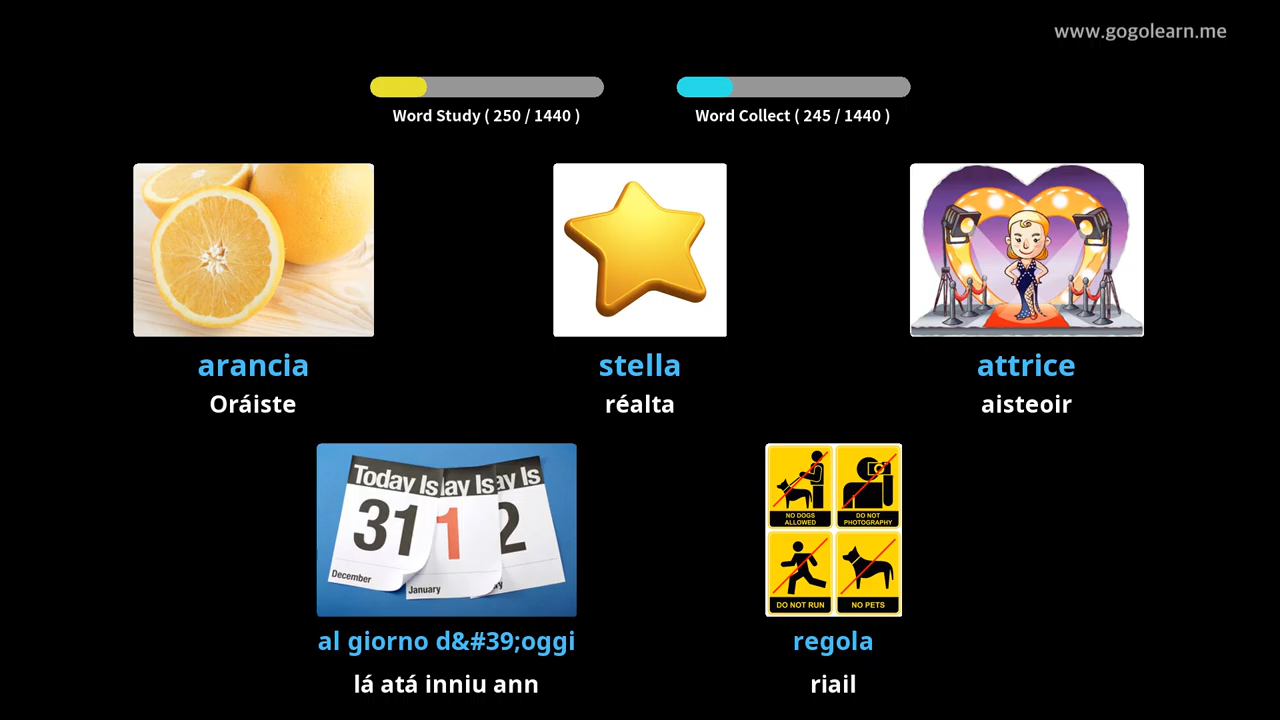 www.gogolearn.me
Word Study ( 250 / 1440 )
Word Collect ( 245 / 1440 )
arancia
Oráiste
stella
réalta
attrice
aisteoir
Today Is
ay Is
ay Is
31
1
2
December
January
al giorno d&#39;oggi
lá atá inniu ann
NO DOGS
ALLOWED
DO NOT
PHOTOGRAPHY
DO NOT RUN
NO PETS
regola
riail